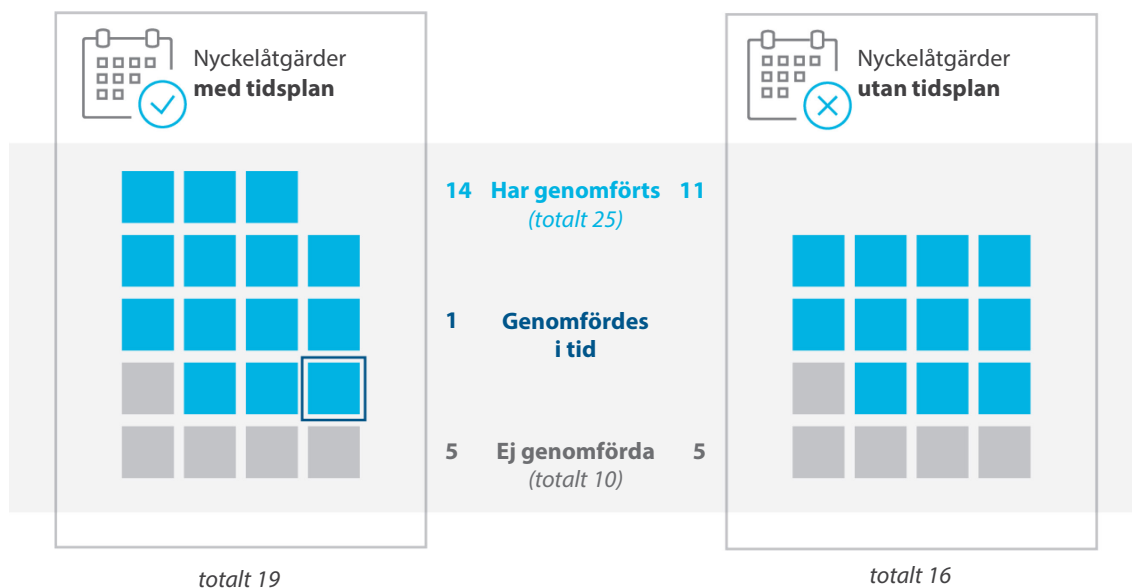 Nyckelåtgärder
med tidsplan
Nyckelåtgärder
utan tidsplan
14 Har genomförts 11
(totalt 25)
1 Genomfördes
i tid
5 Ej genomförda 5
(totalt 10)
totalt 19
totalt 16